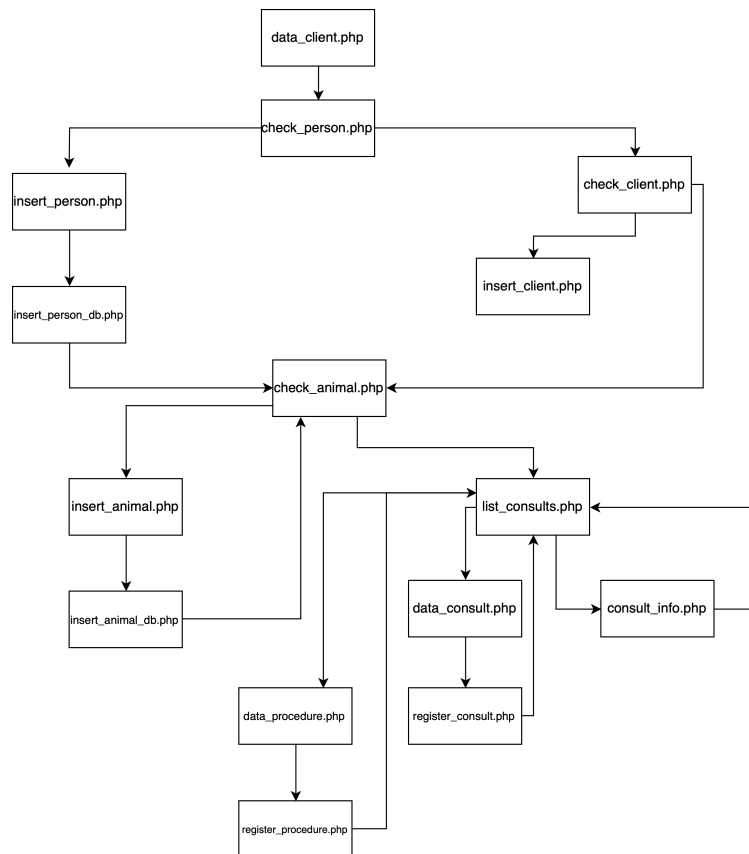 data_client.php
check_person.php
insert_person.php
check_client.php
insert_client.php
insert_person_db.php
check_animal.php
insert_animal.php
list_consults.php
insert_animal_db.php
data_consult.php
consult_info.php
data_procedure.php
register_consult.php
register_procedure.php